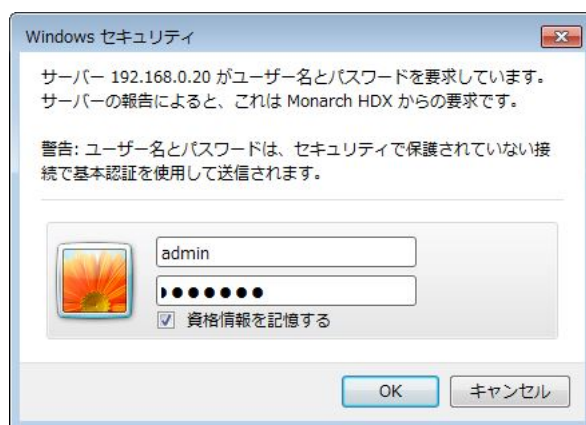 Windows セキュリティ
サーバー 192.168.0.20 がユーザー名とパスワードを要求しています。
サーバーの報告によると、これは Monarch HDX からの要求です。
警告: ユーザー名とパスワードは、セキュリティで保護されていない接
続で基本認証を使用して送信されます。
admin
●●●●●●●
資格情報を記憶する
OK
キャンセル